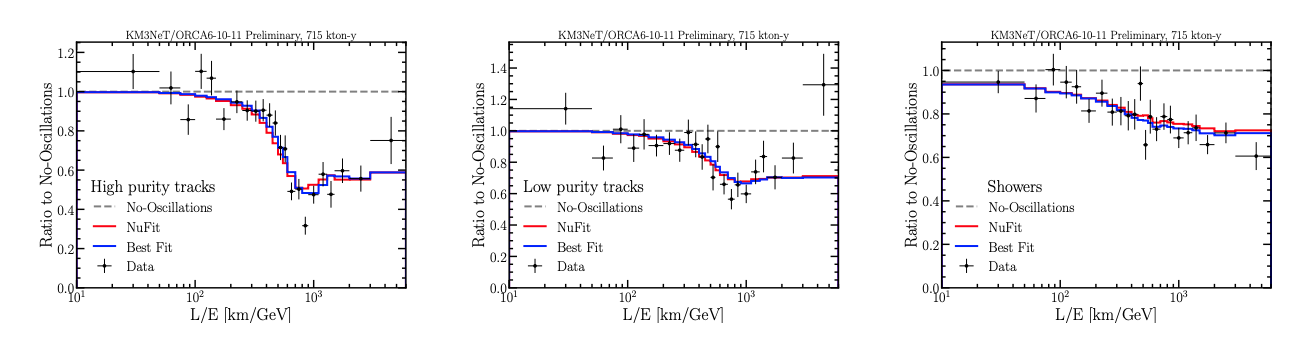 KM3NeT/ORCA6-10-11 Preliminary, 715 kton-y
Ratio to No-Oscillations
1.2
1.0
0.8
0.6
0.4
0.2
0.0
High purity tracks
No-Oscillations
NuFit
Best Fit
Data
10¹
10²
10³
L/E [km/GeV]
KM3NeT/ORCA6-10-11 Preliminary, 715 kton-y
Ratio to No-Oscillations
1.4
1.2
1.0
0.8
0.6
0.4
0.2
0.0
Low purity tracks
No-Oscillations
NuFit
Best Fit
Data
10¹
10²
10³
L/E [km/GeV]
KM3NeT/ORCA6-10-11 Preliminary, 715 kton-y
Ratio to No-Oscillations
1.0
0.8
0.6
0.4
0.2
0.0
Showers
No-Oscillations
NuFit
Best Fit
Data
10¹
10²
10³
L/E [km/GeV]